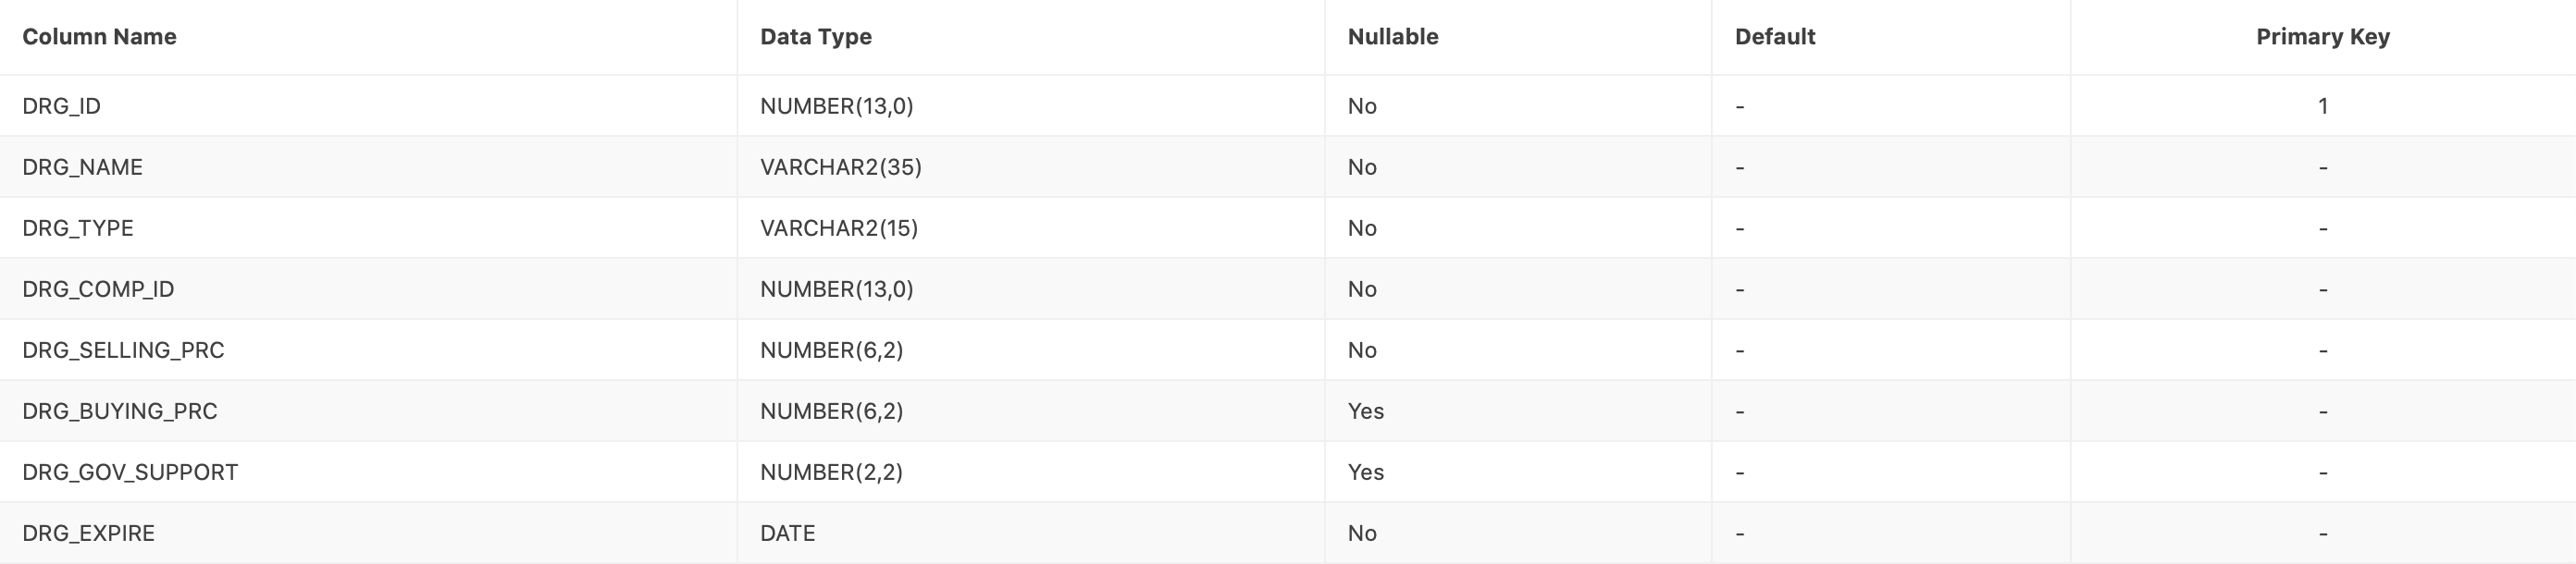 Column Name Data Type Nullable Default Primary Key
DRG_ID NUMBER(13,0) No - 1
DRG_NAME VARCHAR2(35) No - -
DRG_TYPE VARCHAR2(15) No - -
DRG_COMP_ID NUMBER(13,0) No - -
DRG_SELLING_PRC NUMBER(6,2) No - -
DRG_BUYING_PRC NUMBER(6,2) Yes - -
DRG_GOV_SUPPORT NUMBER(2,2) Yes - -
DRG_EXPIRE DATE No - -